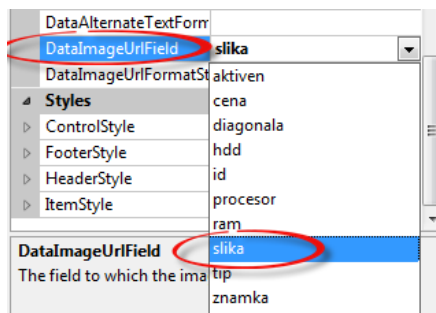 DataAlternateTextForm
DataImageUrlField slika
DataImageUrlFormatSt
Styles
ControlStyle
FooterStyle
HeaderStyle
ItemStyle
aktiven
cena
diagonala
hdd
id
procesor
ram
slika
tip
znamka
DataImageUrlField
The field to which the ima